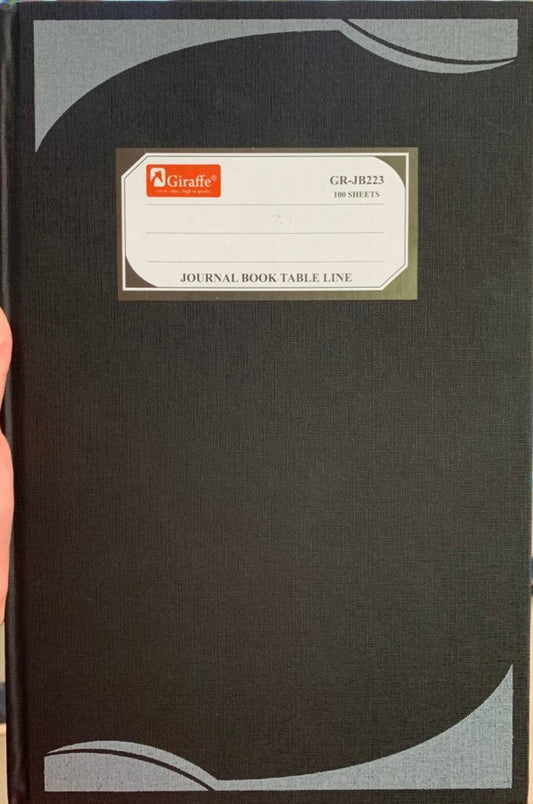 Giraffe®
GR-JB223
100 SHEETS
JOURNAL BOOK TABLE LINE